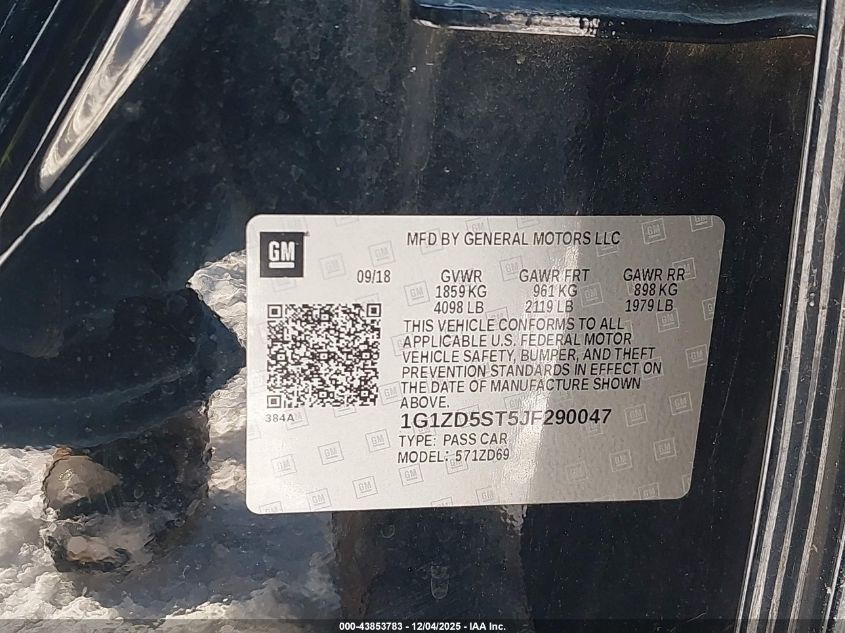 GM
MFD BY GENERAL MOTORS LLC
09/18 GVWR GAWR FRT GAWR RR
1859 KG 961 KG 898 KG
4098 LB 2119 LB 1979 LB
THIS VEHICLE CONFORMS TO ALL
APPLICABLE U.S. FEDERAL MOTOR
VEHICLE SAFETY, BUMPER, AND THEFT
PREVENTION STANDARDS IN EFFECT ON
THE DATE OF MANUFACTURE SHOWN
ABOVE.
384A
1G1ZD5ST5JF290047
TYPE: PASS CAR
MODEL: 571ZD69
000-43853783 - 12/04/2025 - IAA Inc.